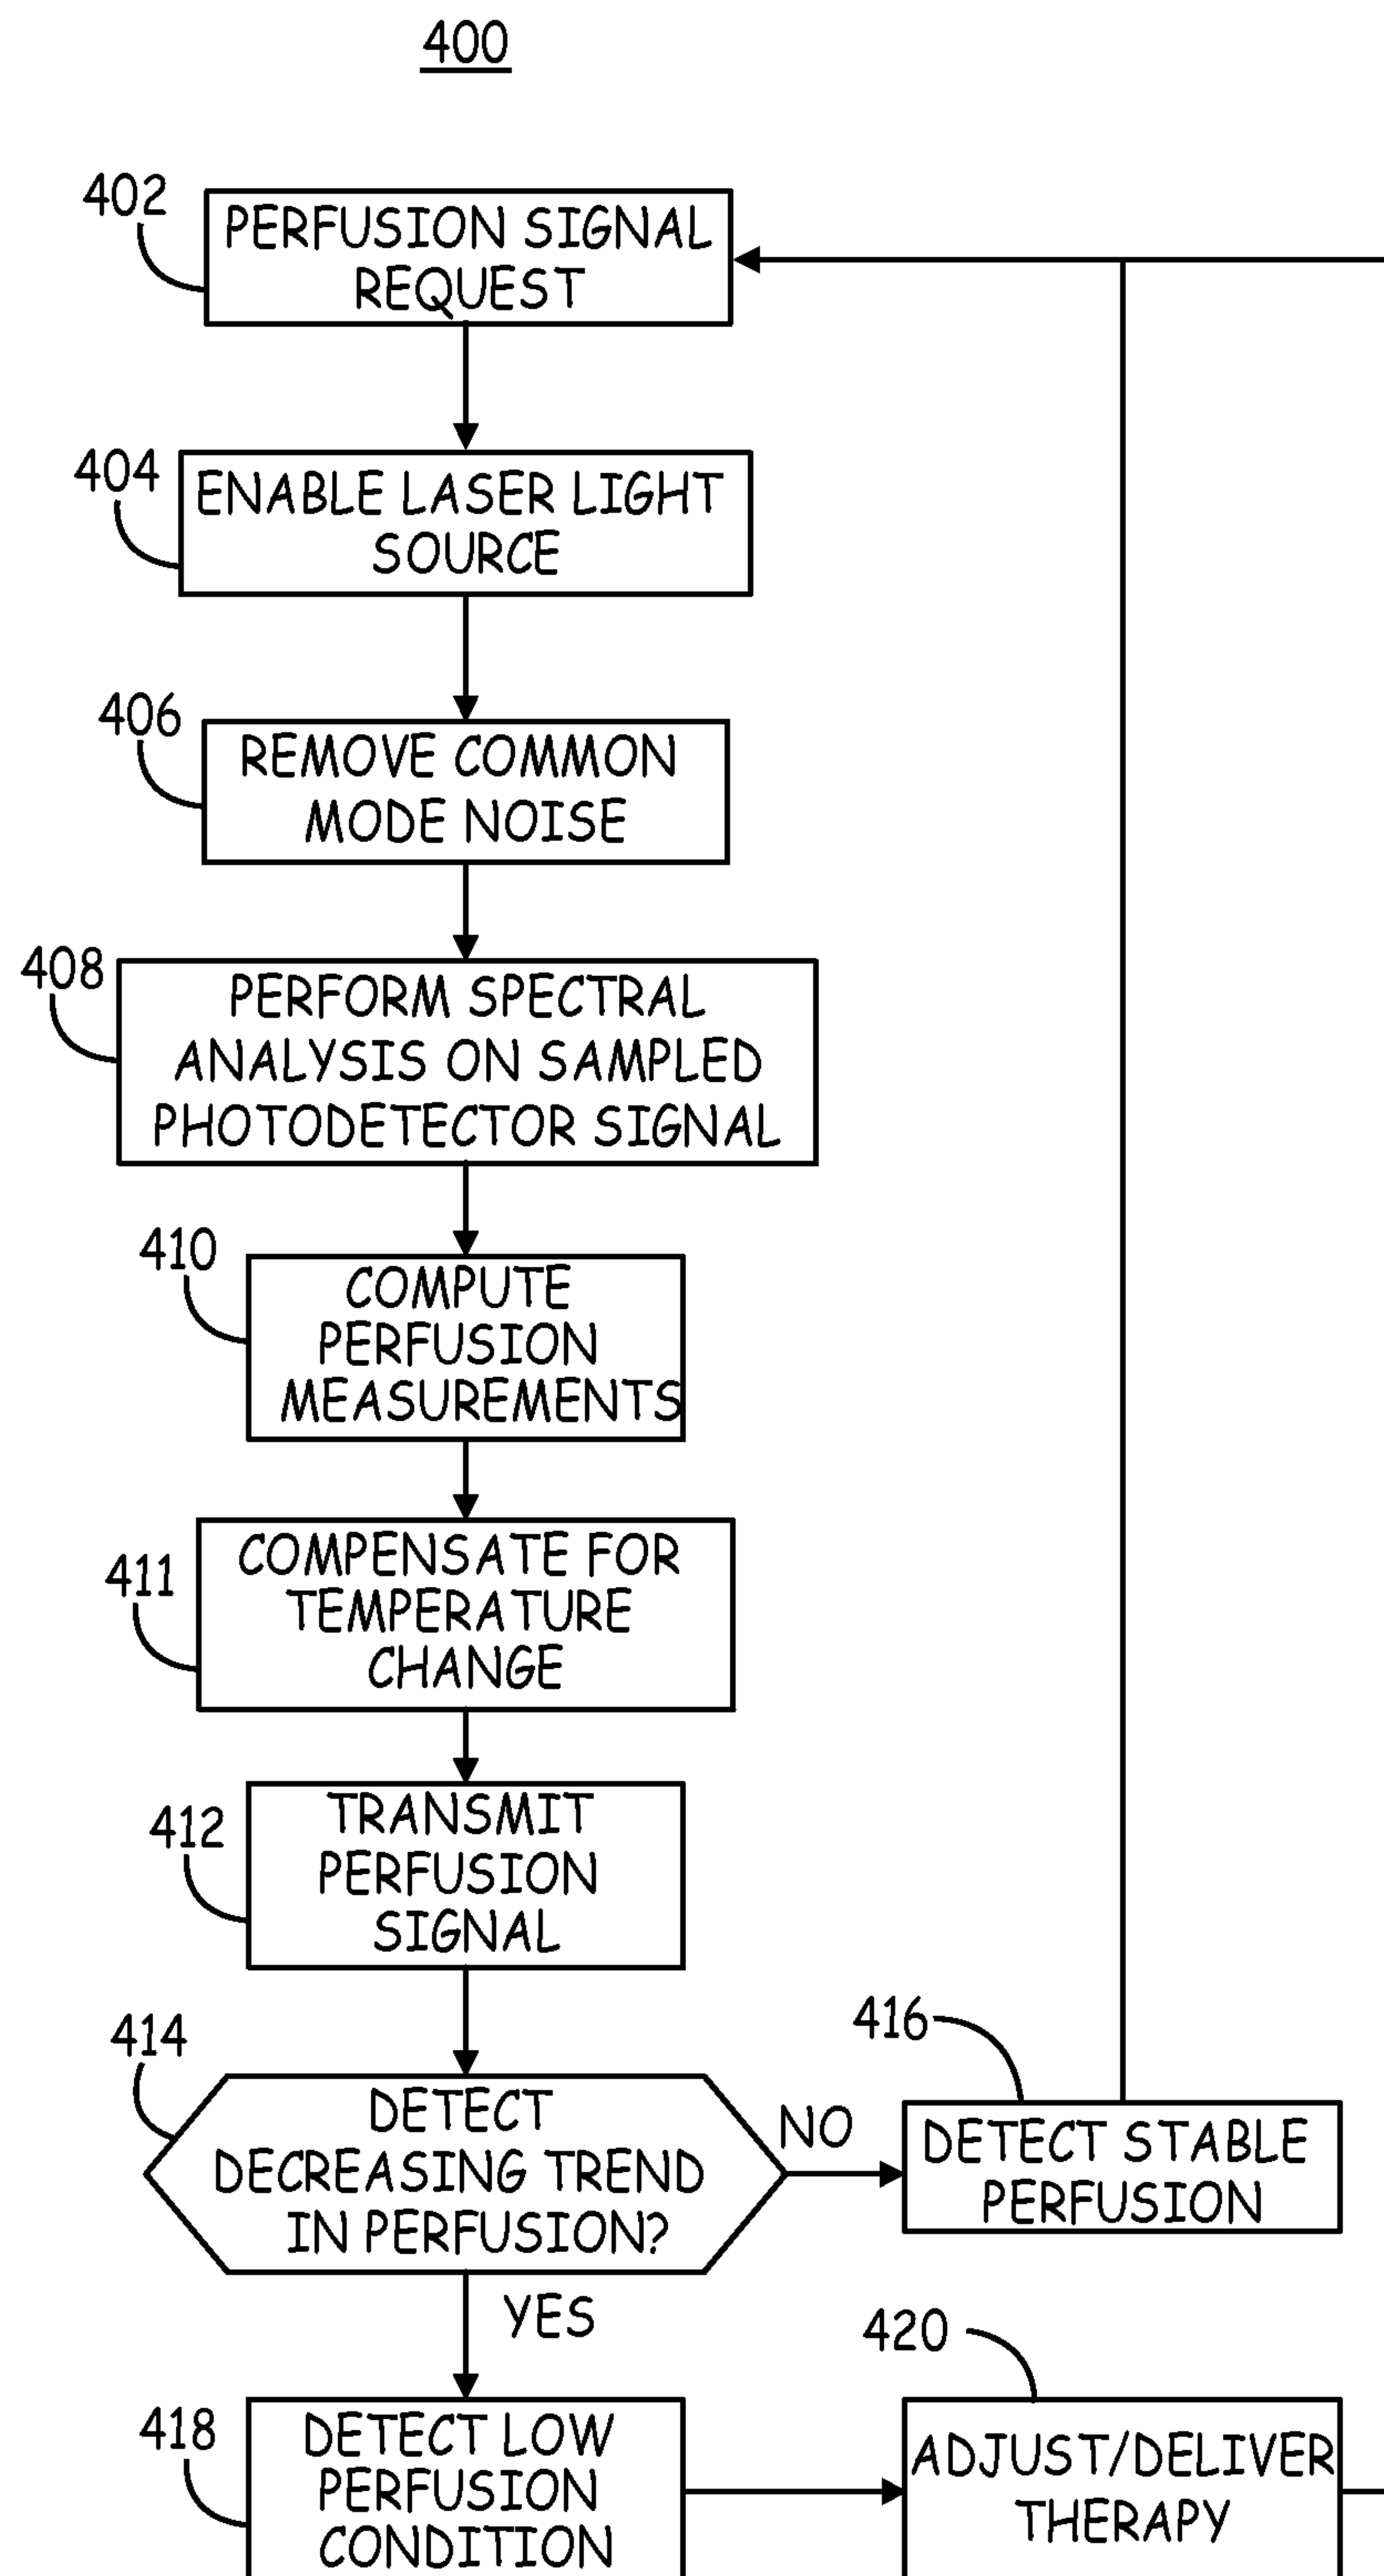 400
402
PERFUSION SIGNAL
REQUEST
404
ENABLE LASER LIGHT
SOURCE
406
REMOVE COMMON
MODE NOISE
408
PERFORM SPECTRAL
ANALYSIS ON SAMPLED
PHOTODETECTOR SIGNAL
410
COMPUTE
PERFUSION
MEASUREMENTS
411
COMPENSATE FOR
TEMPERATURE
CHANGE
412
TRANSMIT
PERFUSION
SIGNAL
414
DETECT
DECREASING TREND
IN PERFUSION?
NO
416
DETECT STABLE
PERFUSION
YES
418
DETECT LOW
PERFUSION
CONDITION
420
ADJUST/DELIVER
THERAPY